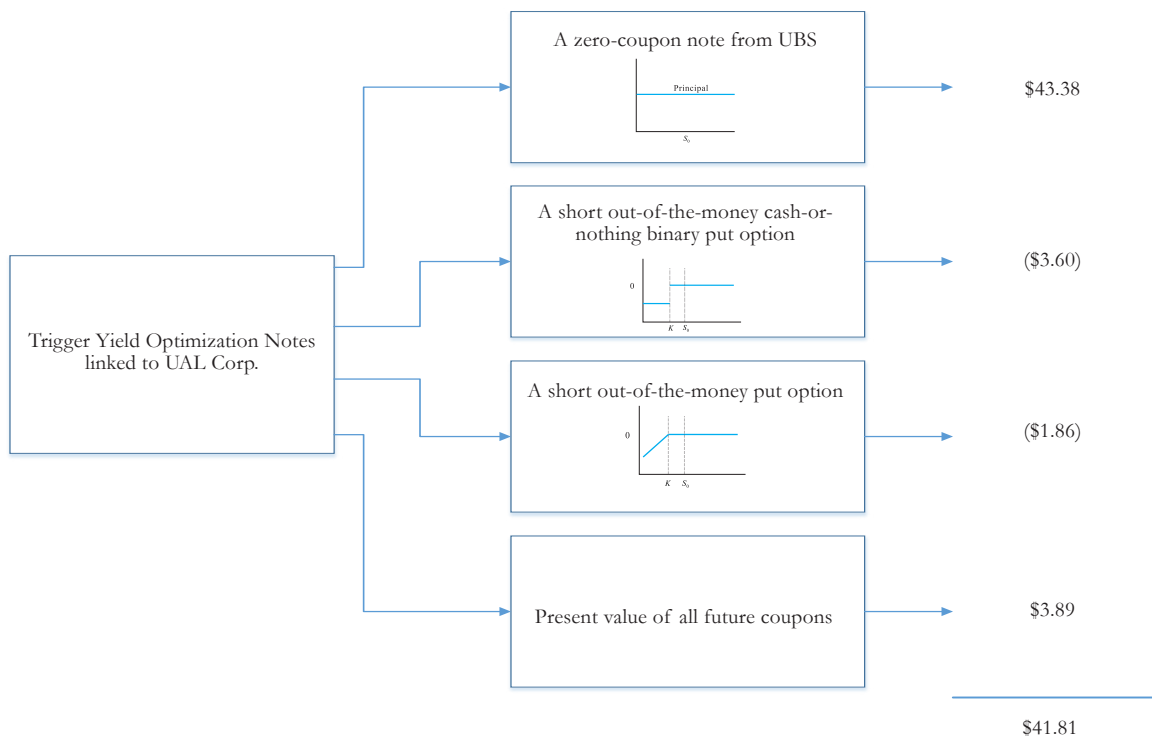 A zero-coupon note from UBS
Principal
S₀
$43.38
A short out-of-the-money cash-or-
nothing binary put option
0
K
S₀
($3.60)
Trigger Yield Optimization Notes
linked to UAL Corp.
A short out-of-the-money put option
0
K
S₀
($1.86)
Present value of all future coupons
$3.89
$41.81